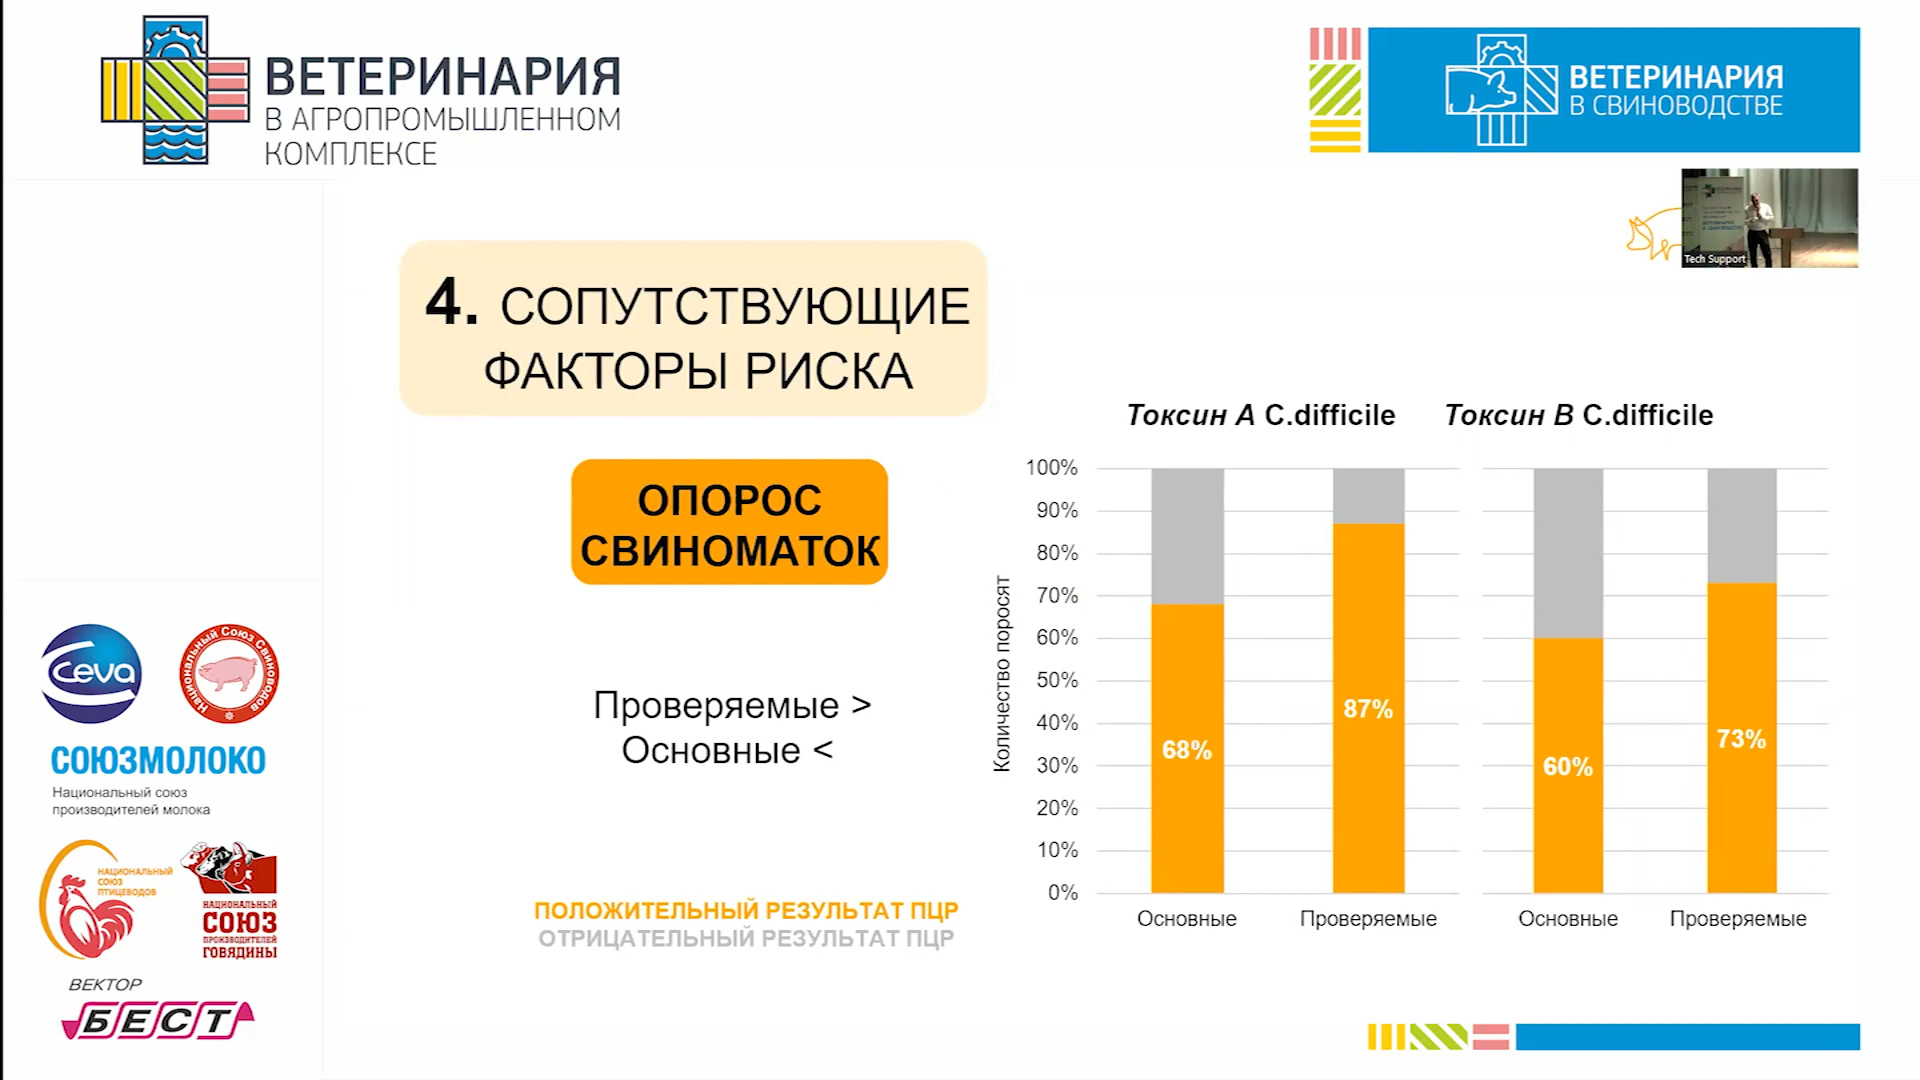 ВЕТЕРИНАРИЯ
В АГРОПРОМЫШЛЕННОМ
КОМПЛЕКСЕ
ВЕТЕРИНАРИЯ
В СВИНОВОДСТВЕ
Tech Support
4. СОПУТСТВУЮЩИЕ
ФАКТОРЫ РИСКА
ОПОРОС
СВИНОМАТОК
Проверяемые >
Основные <
ПОЛОЖИТЕЛЬНЫЙ РЕЗУЛЬТАТ ПЦР
ОТРИЦАТЕЛЬНЫЙ РЕЗУЛЬТАТ ПЦР
Токсин А C.difficile
Токсин В C.difficile
Количество поросят
100%
90%
80%
70%
60%
50%
40%
30%
20%
10%
0%
68%
87%
60%
73%
Основные
Проверяемые
Основные
Проверяемые
ceva
Национальный Союз Свиноводов
СОЮЗМОЛОКО
Национальный союз
производителей молока
НАЦИОНАЛЬНЫЙ
СОЮЗ
ПТИЦЕВОДОВ
НАЦИОНАЛЬНЫЙ
СОЮЗ
ПРОИЗВОДИТЕЛЕЙ
ГОВЯДИНЫ
ВЕКТОР
БЕСТ